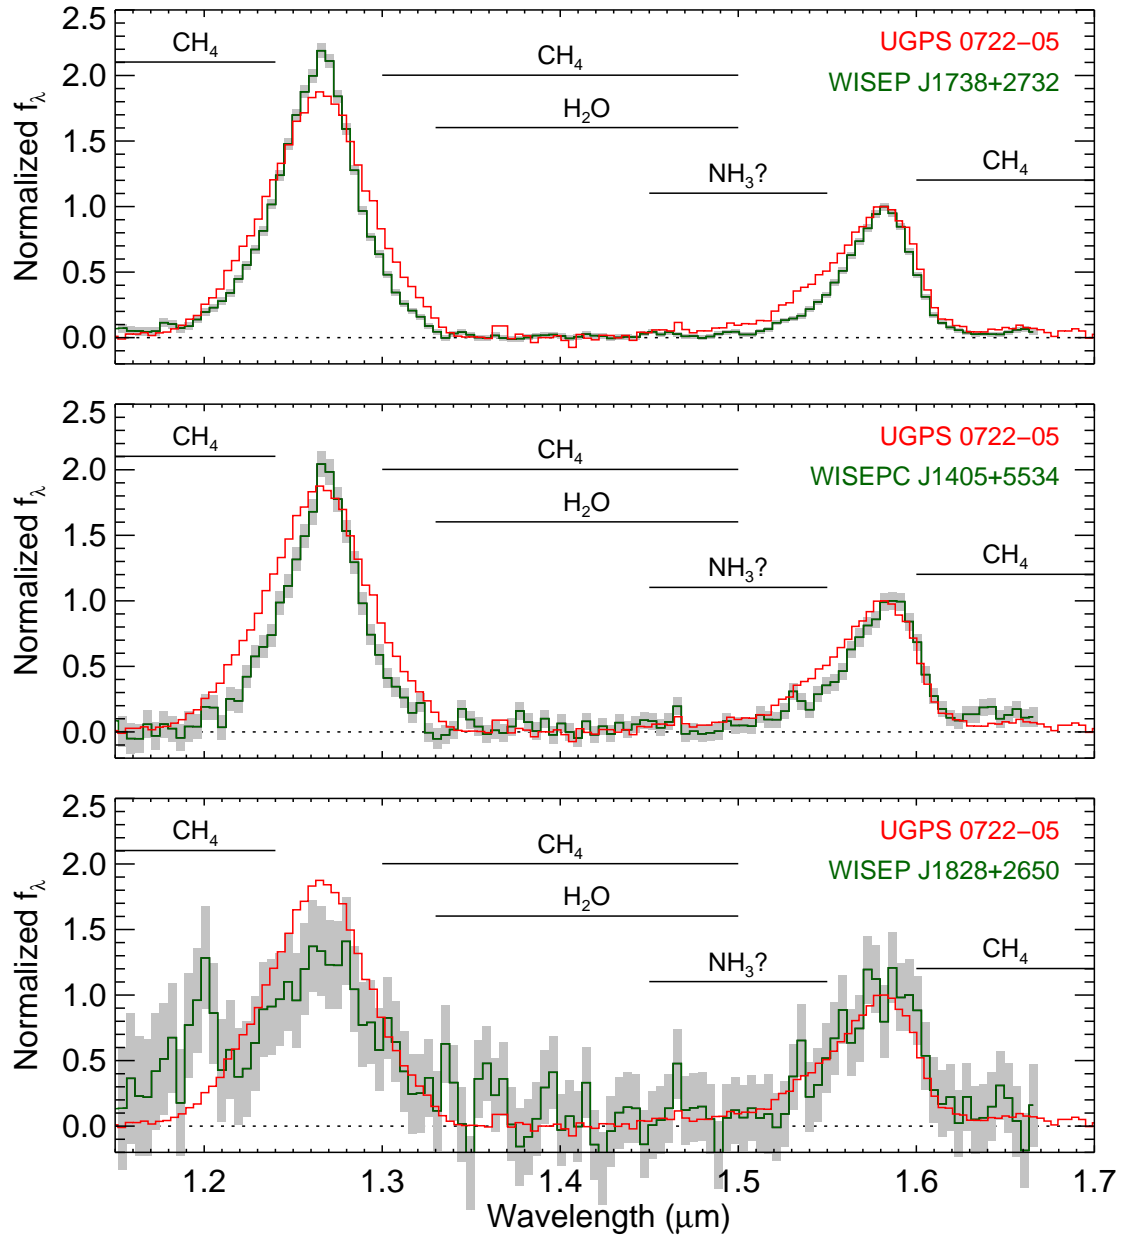 2.5
CH₄
UGPS 0722−05
2.0
CH₄
WISEP J1738+2732
1.5
H₂O
NH₃?
CH₄
1.0
0.5
0.0
Normalized f_λ
2.5
CH₄
UGPS 0722−05
2.0
CH₄
WISEPC J1405+5534
1.5
H₂O
NH₃?
CH₄
1.0
0.5
0.0
Normalized f_λ
2.5
CH₄
UGPS 0722−05
2.0
CH₄
WISEP J1828+2650
1.5
H₂O
NH₃?
CH₄
1.0
0.5
0.0
Normalized f_λ
1.2 1.3 1.4 1.5 1.6 1.7
Wavelength (μm)